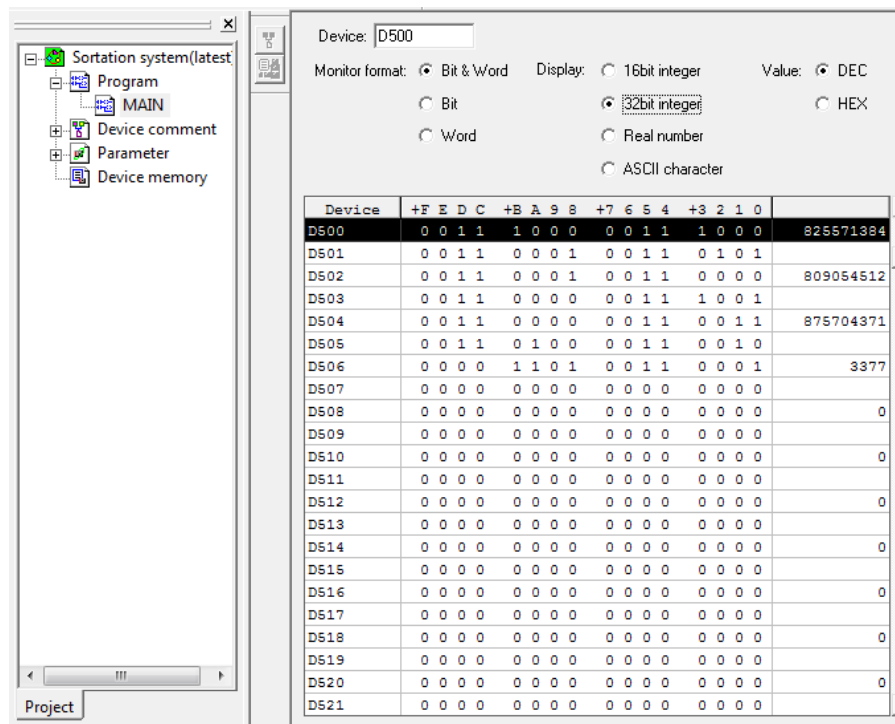 Sortation system(latest
Program
MAIN
Device comment
Parameter
Device memory
Project
Device: D500
Monitor format: Bit & Word Display: 16bit integer Value: DEC
Bit 32bit integer HEX
Word Real number
ASCII character
Device +F E D C +B A 9 8 +7 6 5 4 +3 2 1 0
D500 0 0 1 1 1 0 0 0 0 0 1 1 1 0 0 0 825571384
D501 0 0 1 1 0 0 0 1 0 0 1 1 0 1 0 1
D502 0 0 1 1 0 0 0 1 0 0 1 1 0 0 0 0 809054512
D503 0 0 1 1 0 0 0 0 0 0 1 1 1 0 0 1
D504 0 0 1 1 0 0 0 0 0 0 1 1 0 0 1 1 875704371
D505 0 0 1 1 0 1 0 0 0 0 1 1 0 0 1 0
D506 0 0 0 0 1 1 0 1 0 0 1 1 0 0 0 1 3377
D507 0 0 0 0 0 0 0 0 0 0 0 0 0 0 0 0
D508 0 0 0 0 0 0 0 0 0 0 0 0 0 0 0 0 0
D509 0 0 0 0 0 0 0 0 0 0 0 0 0 0 0 0
D510 0 0 0 0 0 0 0 0 0 0 0 0 0 0 0 0 0
D511 0 0 0 0 0 0 0 0 0 0 0 0 0 0 0 0
D512 0 0 0 0 0 0 0 0 0 0 0 0 0 0 0 0 0
D513 0 0 0 0 0 0 0 0 0 0 0 0 0 0 0 0
D514 0 0 0 0 0 0 0 0 0 0 0 0 0 0 0 0 0
D515 0 0 0 0 0 0 0 0 0 0 0 0 0 0 0 0
D516 0 0 0 0 0 0 0 0 0 0 0 0 0 0 0 0 0
D517 0 0 0 0 0 0 0 0 0 0 0 0 0 0 0 0
D518 0 0 0 0 0 0 0 0 0 0 0 0 0 0 0 0 0
D519 0 0 0 0 0 0 0 0 0 0 0 0 0 0 0 0
D520 0 0 0 0 0 0 0 0 0 0 0 0 0 0 0 0 0
D521 0 0 0 0 0 0 0 0 0 0 0 0 0 0 0 0